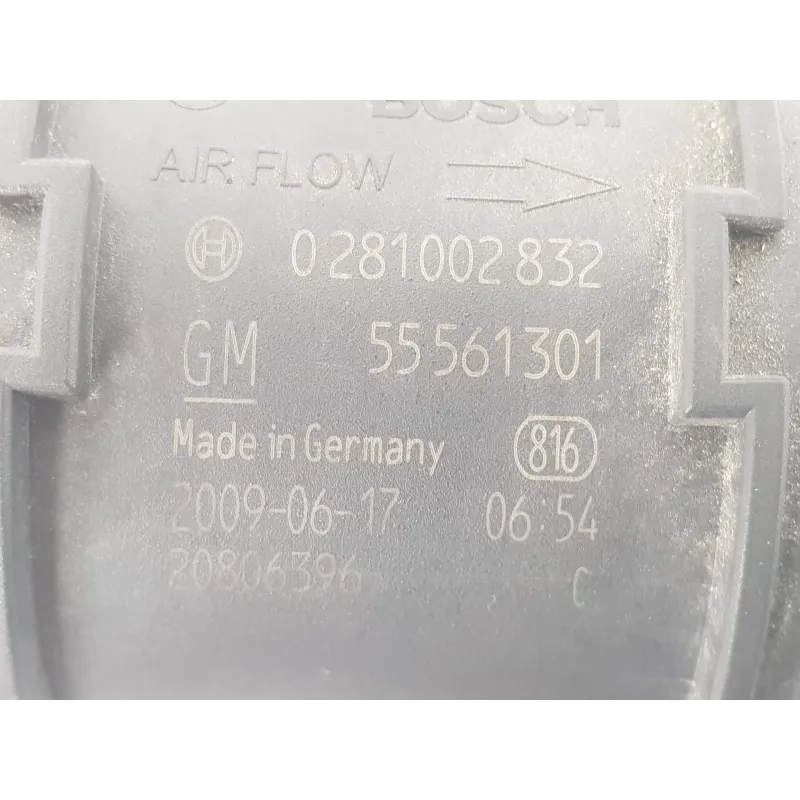 BOSCH
AIR FLOW
0 281 002 832
GM 55 561 301
Made in Germany 816
2009-06-17 06:54
20806396 C